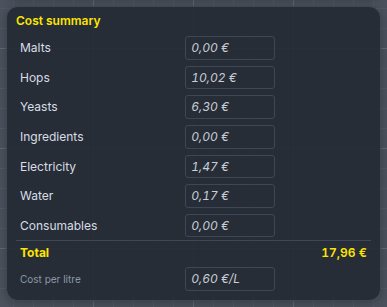 Cost summary
Malts 0,00 €
Hops 10,02 €
Yeasts 6,30 €
Ingredients 0,00 €
Electricity 1,47 €
Water 0,17 €
Consumables 0,00 €
Total 17,96 €
Cost per litre 0,60 €/L